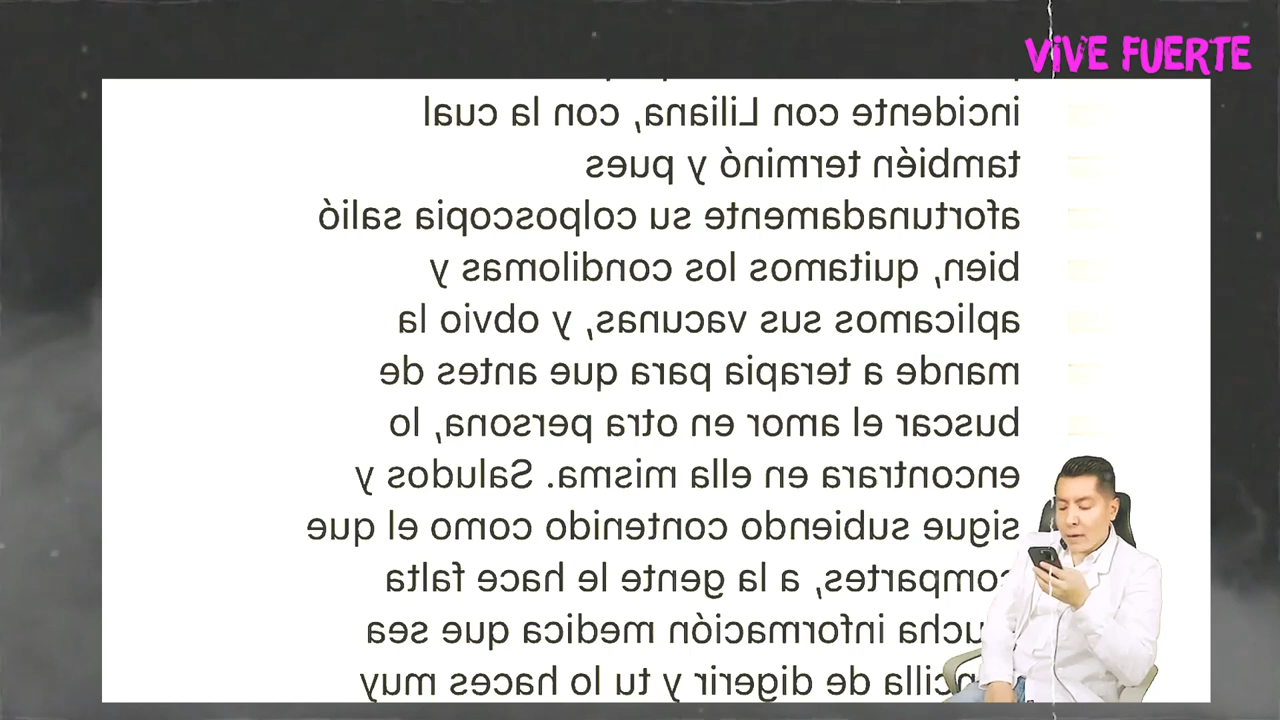 VIVE FUERTE
incidente con Liliana, con la cual
también terminó y pues
afortunadamente su colposcopia salió
bien, quitamos los condilomas y
aplicamos sus vacunas, y obvio la
mande a terapia para que antes de
buscar el amor en otra persona, lo
encontrara en ella misma. Saludos y
sigue subiendo contenido como el que
compartes, a la gente le hace falta
mucha información medica que sea
sencilla de digerir y tu lo haces muy